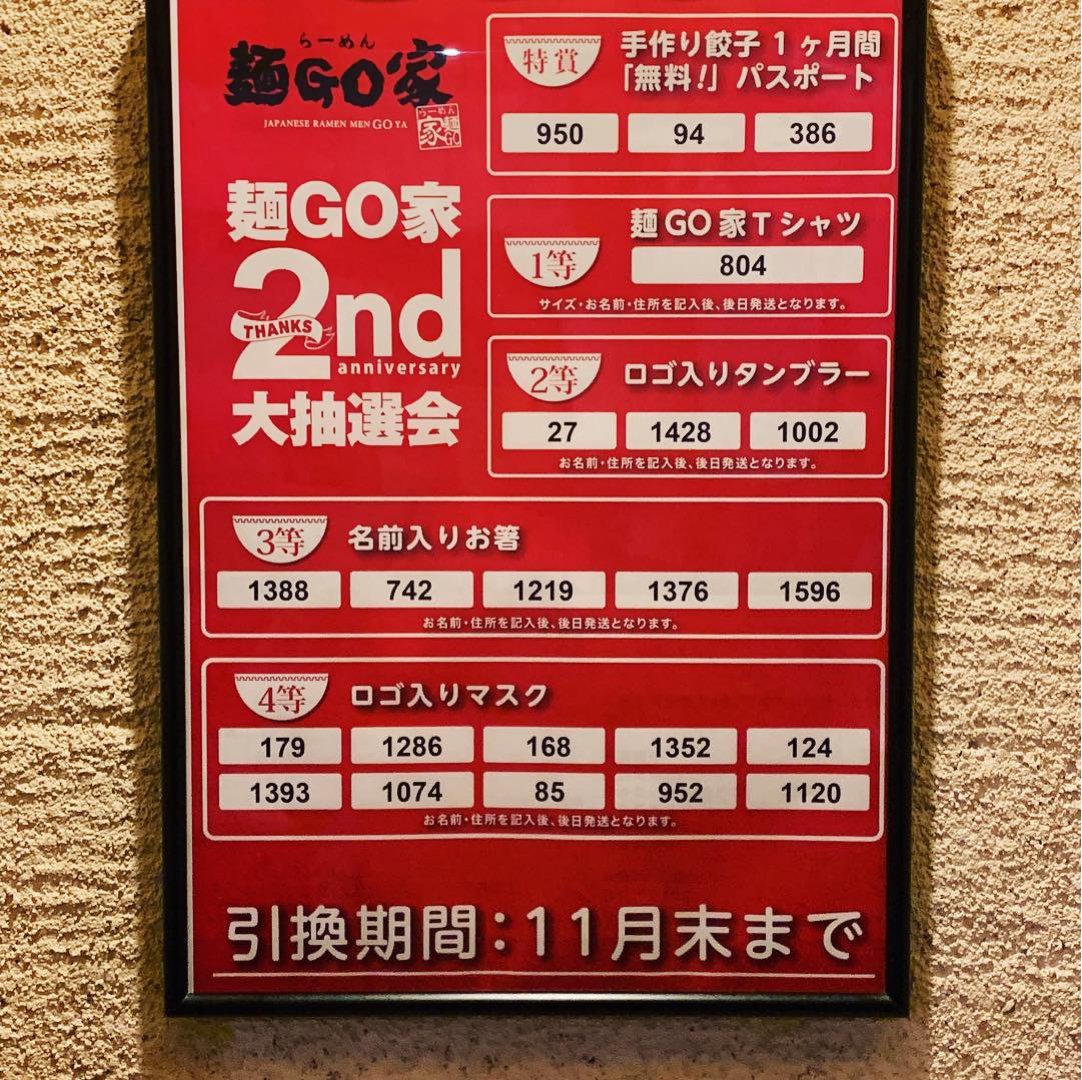 らーめん
麺GO家
JAPANESE RAMEN MEN GO YA
らーめん
家麺GO
麺GO家
2nd
THANKS
anniversary
大抽選会
特賞
手作り餃子1ヶ月間
「無料!」パスポート
950 94 386
1等
麺GO家Tシャツ
804
サイズ・お名前・住所を記入後、後日発送となります。
2等
ロゴ入りタンブラー
27 1428 1002
お名前・住所を記入後、後日発送となります。
3等 名前入りお箸
1388 742 1219 1376 1596
お名前・住所を記入後、後日発送となります。
4等 ロゴ入りマスク
179 1286 168 1352 124
1393 1074 85 952 1120
お名前・住所を記入後、後日発送となります。
引換期間:11月末まで